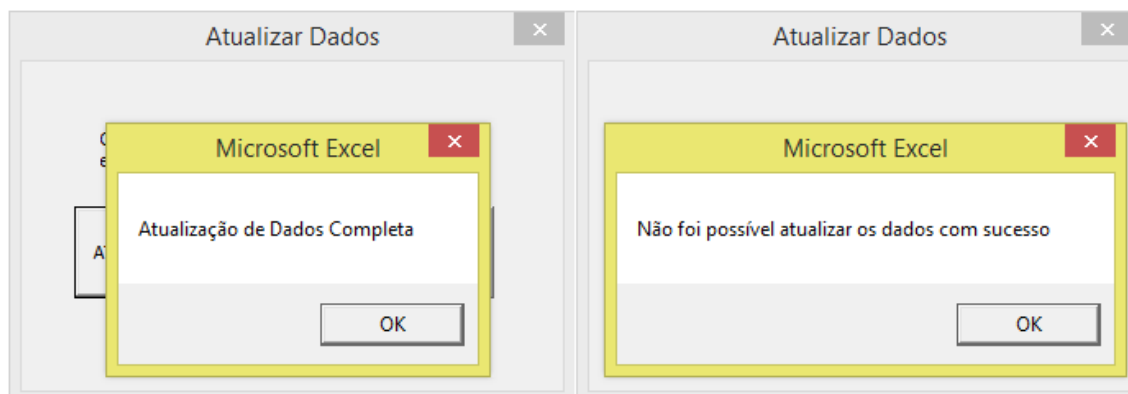 Atualizar Dados
Microsoft Excel
Atualização de Dados Completa
OK
Atualizar Dados
Microsoft Excel
Não foi possível atualizar os dados com sucesso
OK